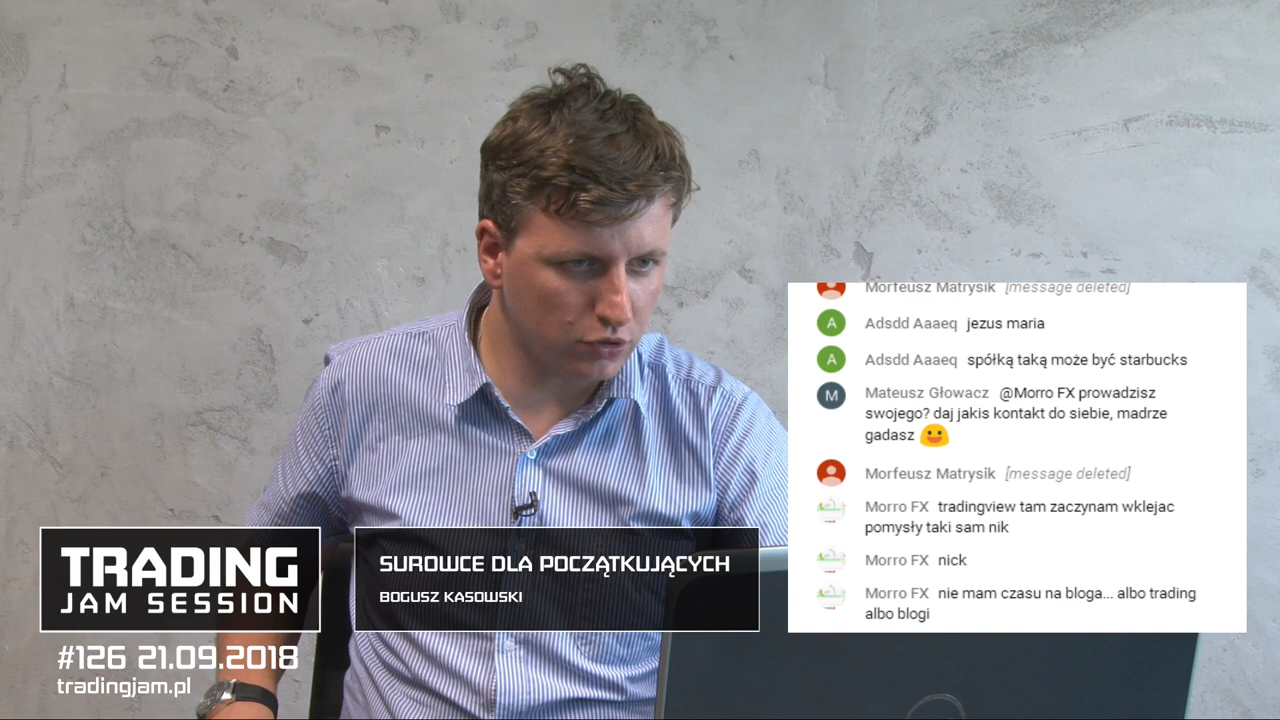 Morfeusz Matrysik [message deleted]
A Adsdd Aaaeq jezus maria
A Adsdd Aaaeq spółką taką może być starbucks
M Mateusz Głowacz @Morro FX prowadzisz
swojego? daj jakis kontakt do siebie, madrze
gadasz
Morfeusz Matrysik [message deleted]
Morro FX tradingview tam zaczynam wklejac
pomysły taki sam nik
Morro FX nick
Morro FX nie mam czasu na bloga... albo trading
albo blogi
TRADING
JAM SESSION
SUROWCE DLA POCZĄTKUJĄCYCH
BOGUSZ KASOWSKI
#126 21.09.2018
tradingjam.pl